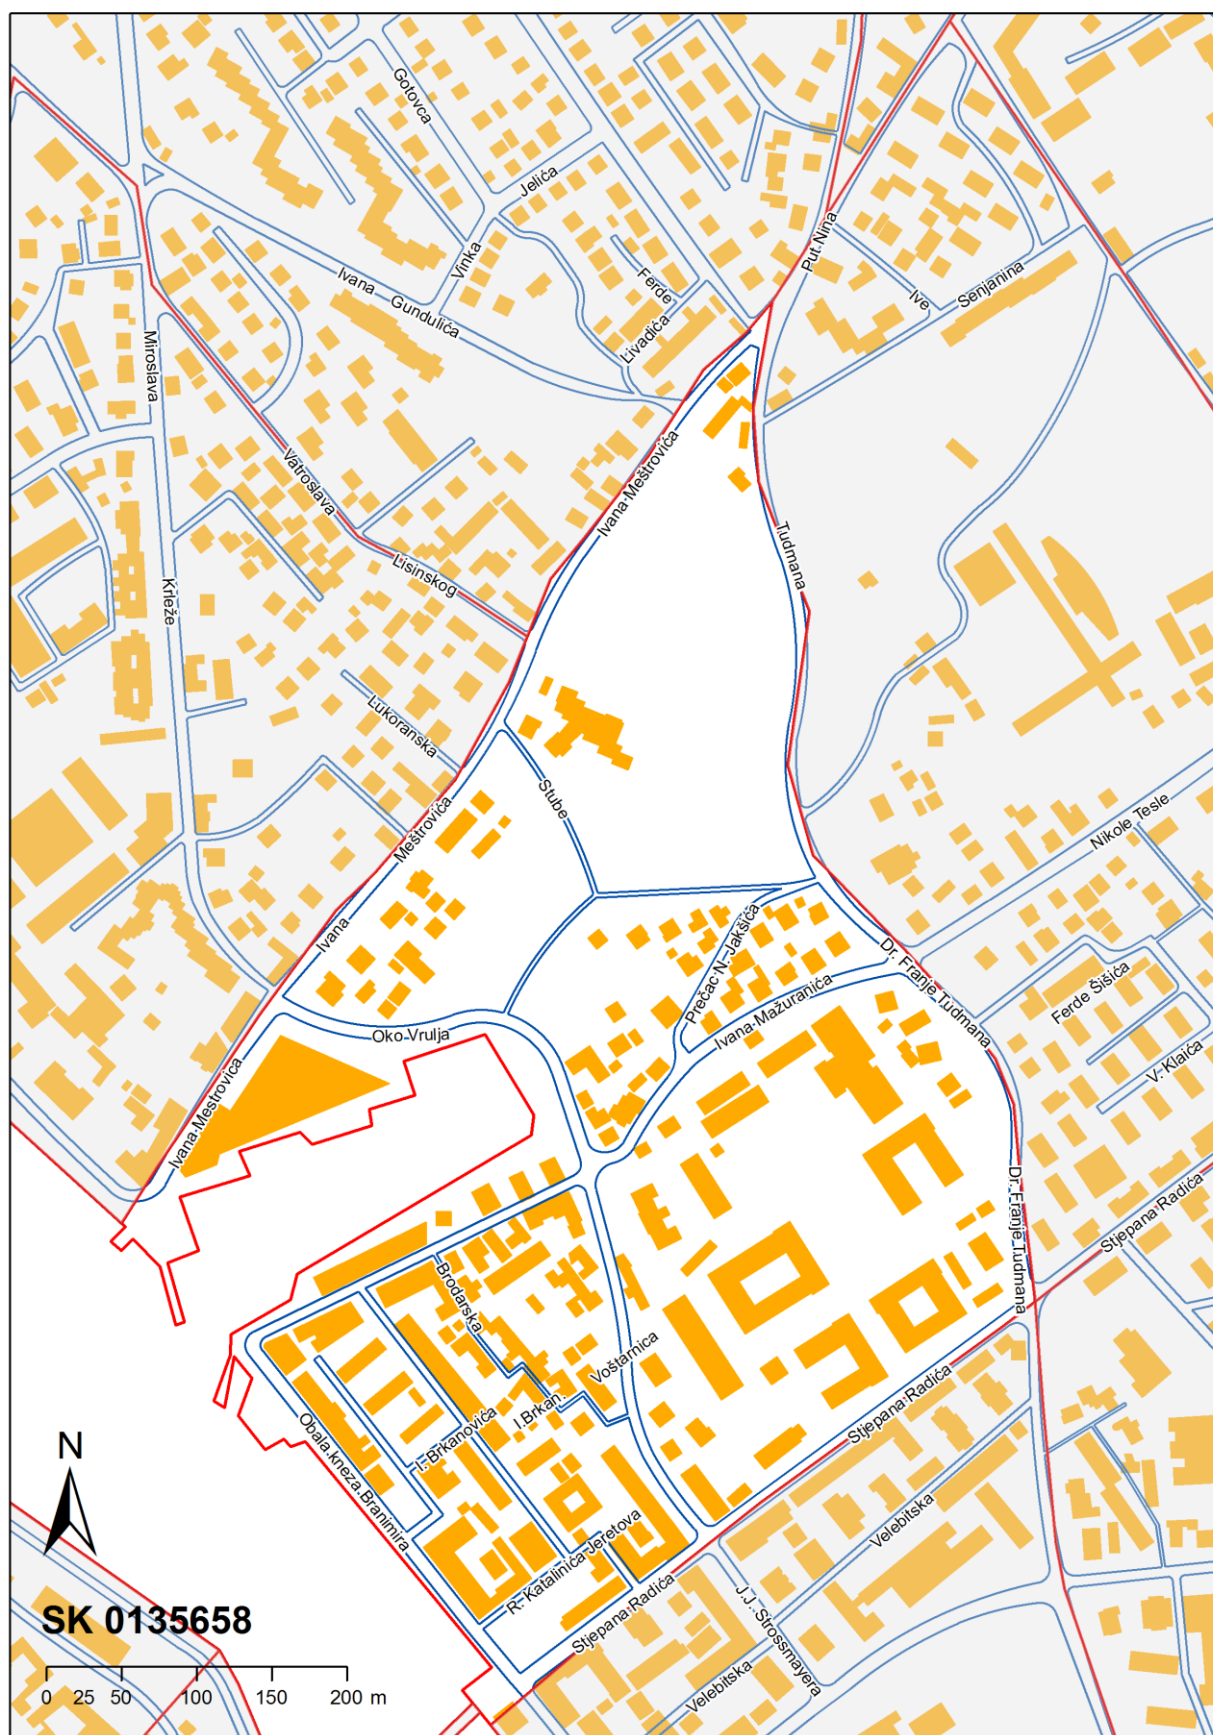 Gotovca
Jelića
Vinka
Put Nina
Ferde
Ivana Gundulića
Senjanina
Ive
Livadića
Miroslava
Ivana Meštrovića
Vatroslava
Tuđmana
Lisinskog
Krleže
Lukoranska
Stube
Nikole Tesle
Meštrovića
Ivana
Prečac N. Jakšića
Dr. Franje Tuđmana
Ferde Šišića
Ivana Mažuranića
Oko Vrulja
V. Klaića
Ivana Mestrovića
Dr. Franje Tuđmana
Stjepana Radića
Brodarska
Voštarnica
Stjepana Radića
I.Brkan.
I. Brkanovića
Obala kneza Branimira
Velebitska
R. Katalinića Jeretova
Stjepana Radića
J.J. Strossmayera
Velebitska
N
SK 0135658
0 25 50 100 150 200 m